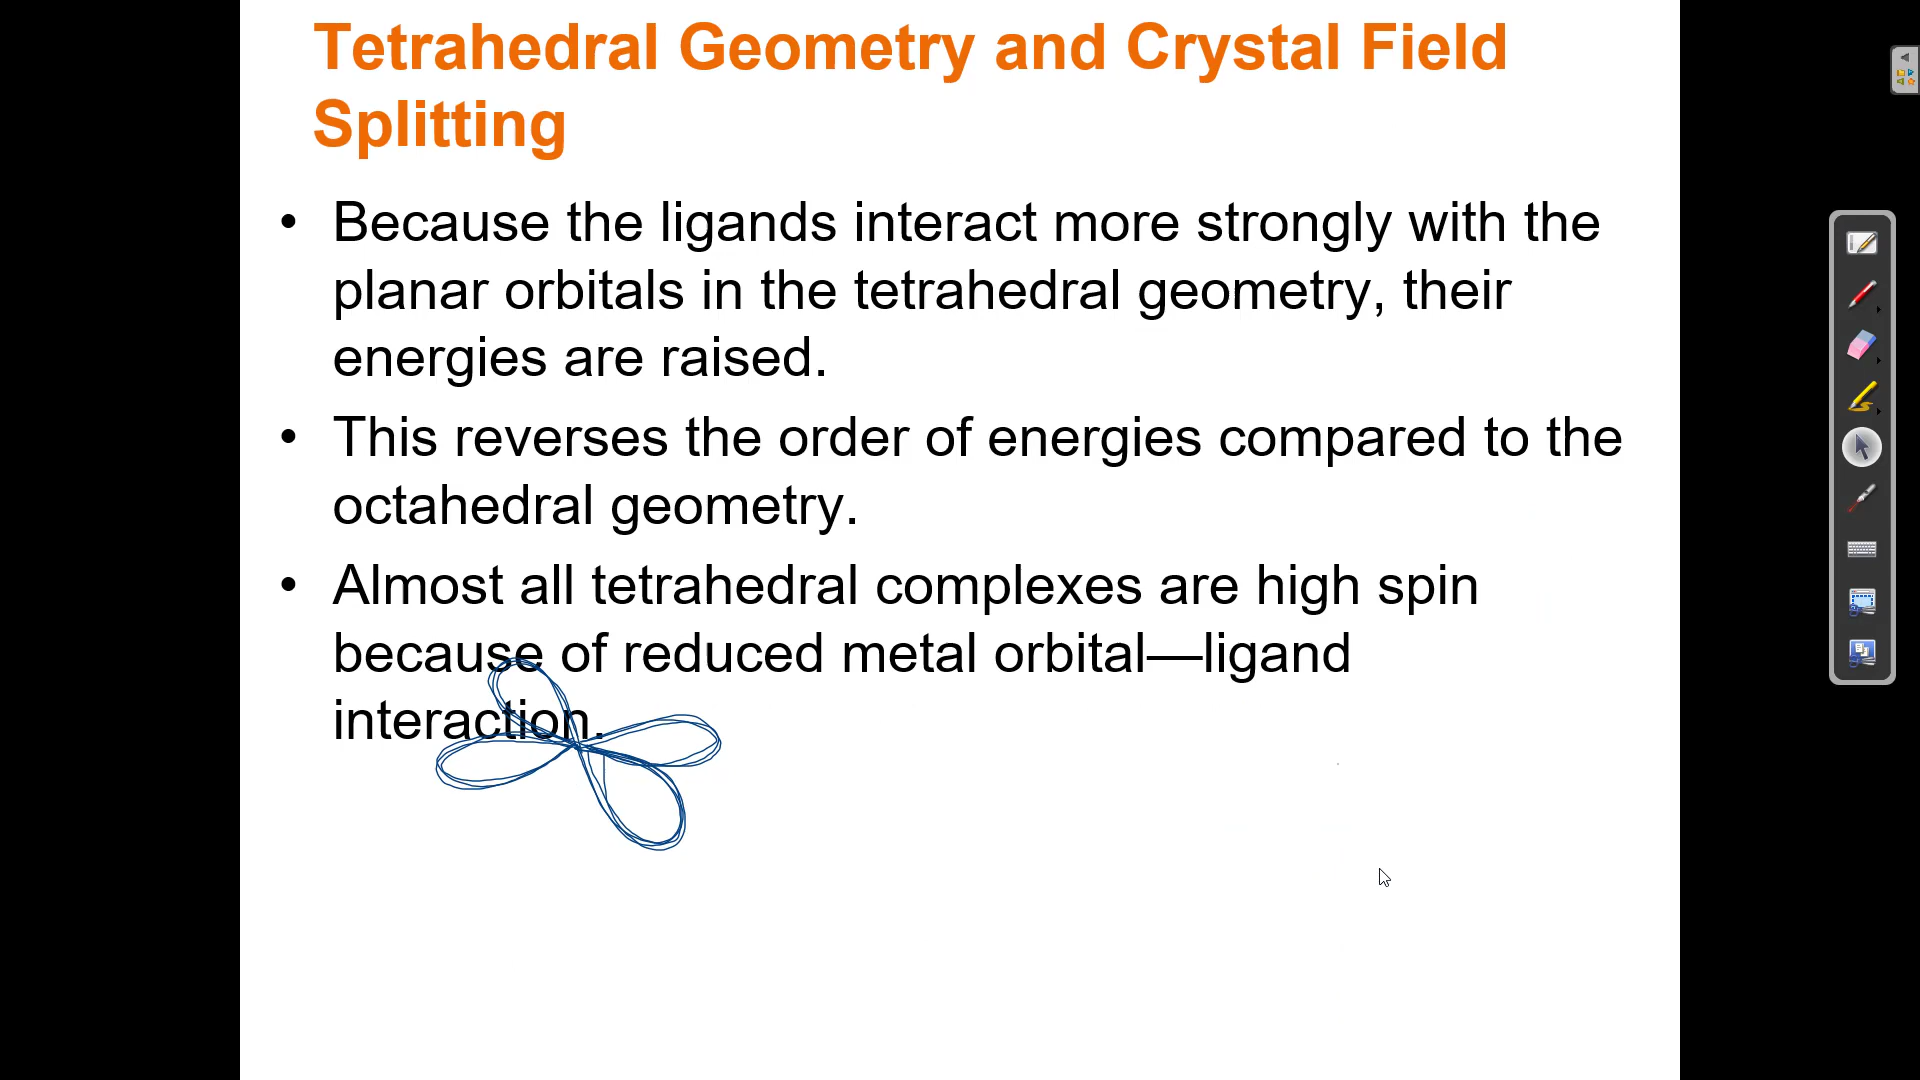 Tetrahedral Geometry and Crystal Field
Splitting
• Because the ligands interact more strongly with the
planar orbitals in the tetrahedral geometry, their
energies are raised.
• This reverses the order of energies compared to the
octahedral geometry.
• Almost all tetrahedral complexes are high spin
because of reduced metal orbital—ligand
interaction.